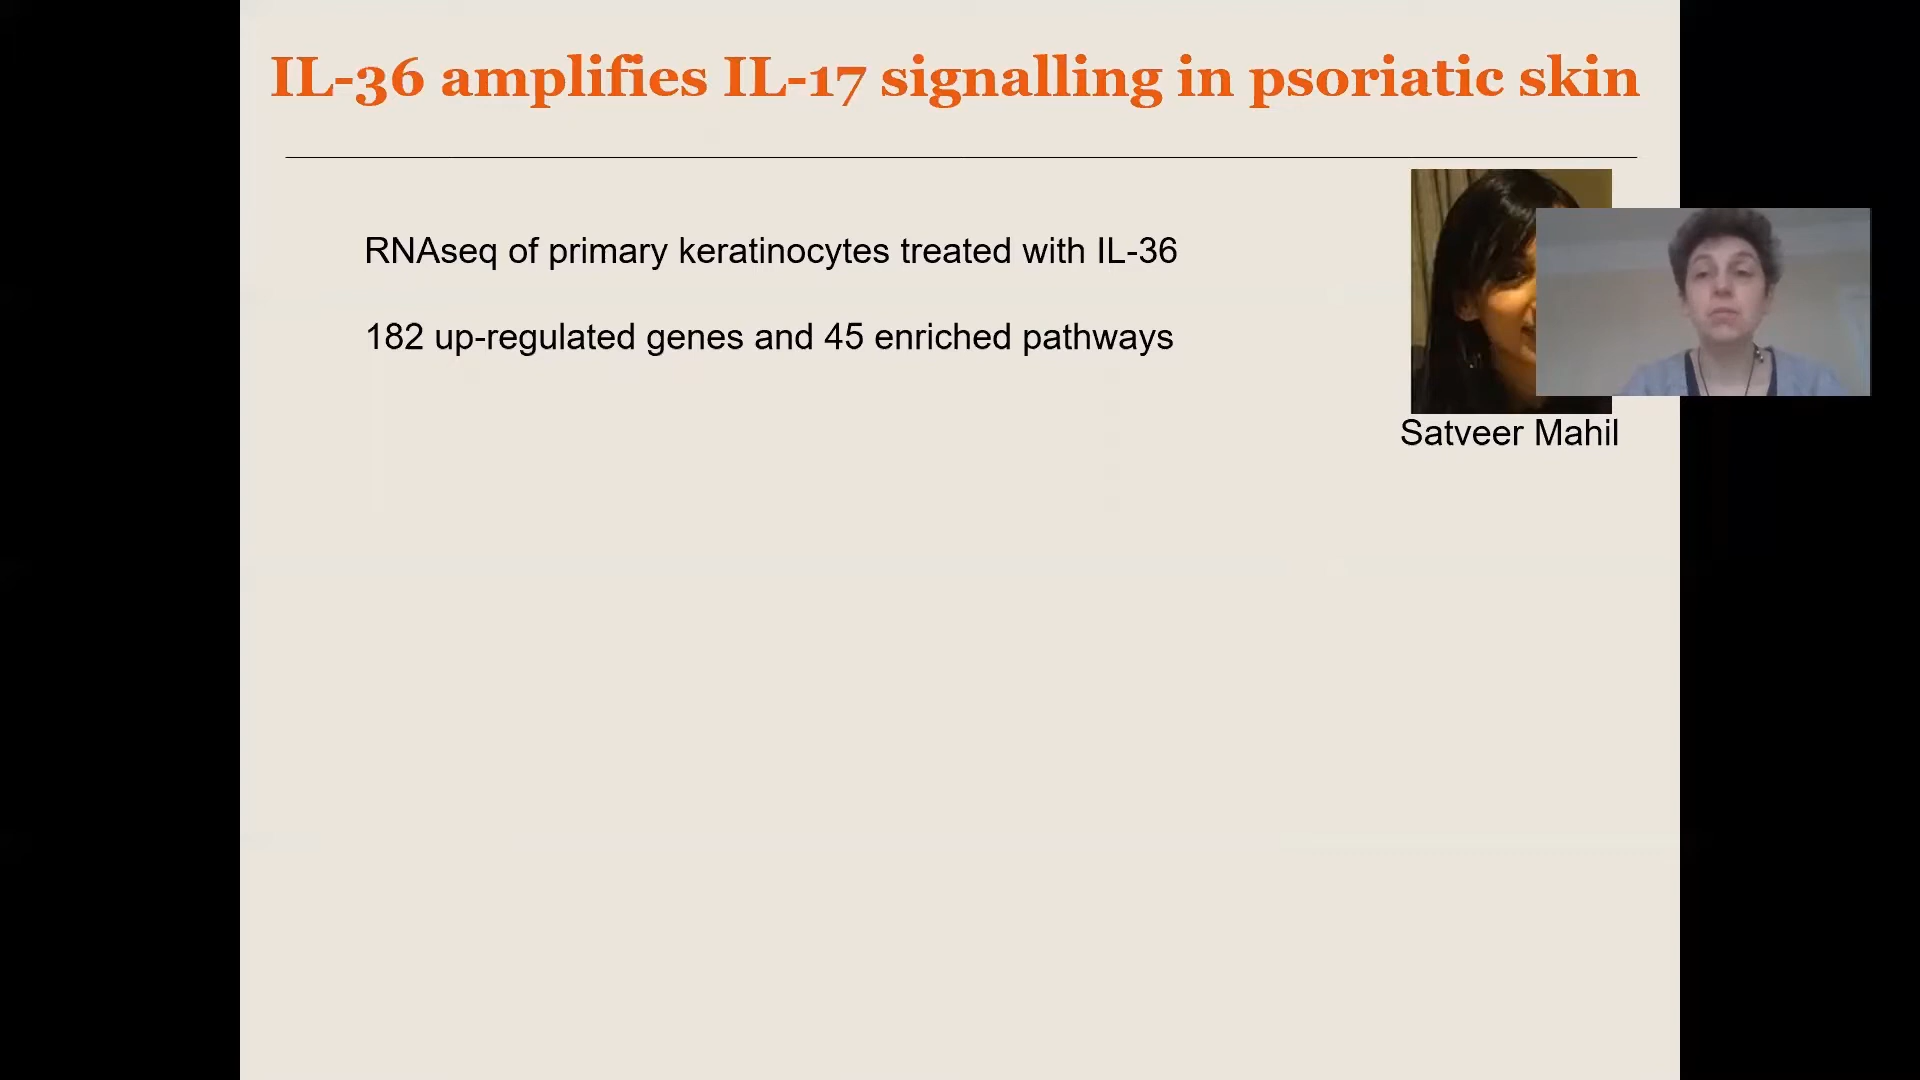 IL-36 amplifies IL-17 signalling in psoriatic skin
RNAseq of primary keratinocytes treated with IL-36
182 up-regulated genes and 45 enriched pathways
Satveer Mahil